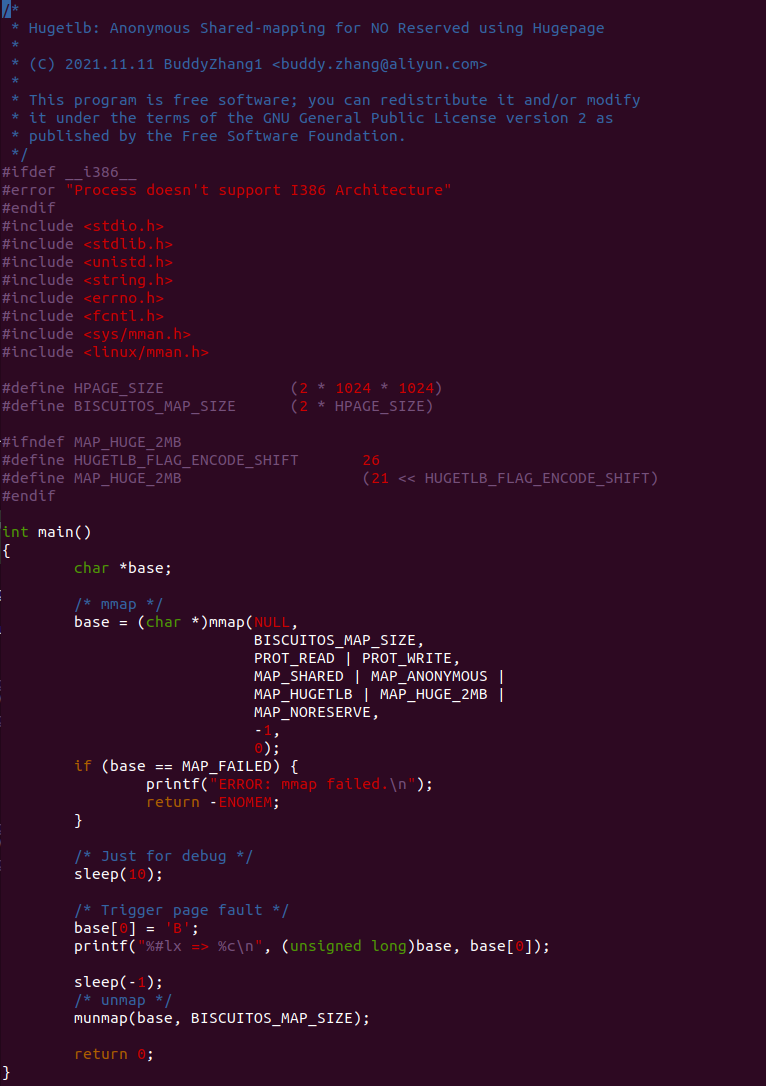 /*
 * Hugetlb: Anonymous Shared-mapping for NO Reserved using Hugepage
 *
 * (C) 2021.11.11 BuddyZhang1 <buddy.zhang@aliyun.com>
 *
 * This program is free software; you can redistribute it and/or modify
 * it under the terms of the GNU General Public License version 2 as
 * published by the Free Software Foundation.
 */
#ifdef __i386__
#error "Process doesn't support I386 Architecture"
#endif
#include <stdio.h>
#include <stdlib.h>
#include <unistd.h>
#include <string.h>
#include <errno.h>
#include <fcntl.h>
#include <sys/mman.h>
#include <linux/mman.h>

#define HPAGE_SIZE              (2 * 1024 * 1024)
#define BISCUITOS_MAP_SIZE      (2 * HPAGE_SIZE)

#ifndef MAP_HUGE_2MB
#define HUGETLB_FLAG_ENCODE_SHIFT       26
#define MAP_HUGE_2MB                    (21 << HUGETLB_FLAG_ENCODE_SHIFT)
#endif

int main()
{
        char *base;

        /* mmap */
        base = (char *)mmap(NULL,
                            BISCUITOS_MAP_SIZE,
                            PROT_READ | PROT_WRITE,
                            MAP_SHARED | MAP_ANONYMOUS |
                            MAP_HUGETLB | MAP_HUGE_2MB |
                            MAP_NORESERVE,
                            -1,
                            0);
        if (base == MAP_FAILED) {
                printf("ERROR: mmap failed.\n");
                return -ENOMEM;
        }

        /* Just for debug */
        sleep(10);

        /* Trigger page fault */
        base[0] = 'B';
        printf("%#lx => %c\n", (unsigned long)base, base[0]);

        sleep(-1);
        /* unmap */
        munmap(base, BISCUITOS_MAP_SIZE);

        return 0;
}